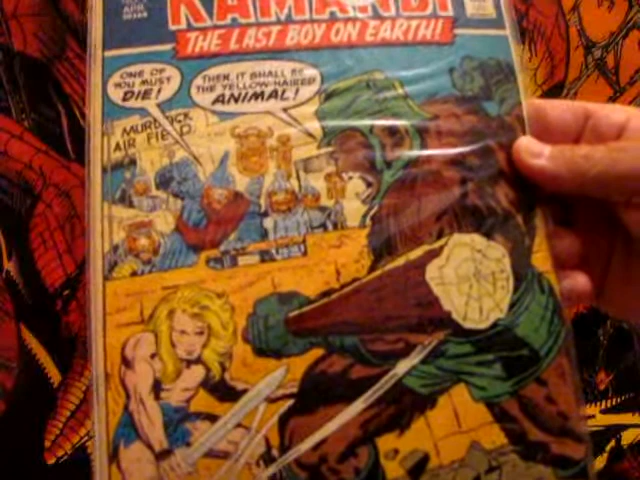 KAMANDI
THE LAST BOY ON EARTH!
ONE OF
YOU MUST
DIE!
THEN IT SHALL BE
THE YELLOW-HAIRED
ANIMAL!
MURDOCK
AIR FIELD